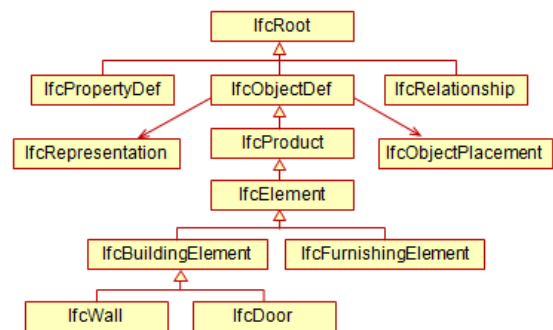 IfcRoot
IfcPropertyDef
IfcObjectDef
IfcRelationship
IfcRepresentation
IfcProduct
IfcObjectPlacement
IfcElement
IfcBuildingElement
IfcFurnishingElement
IfcWall
IfcDoor